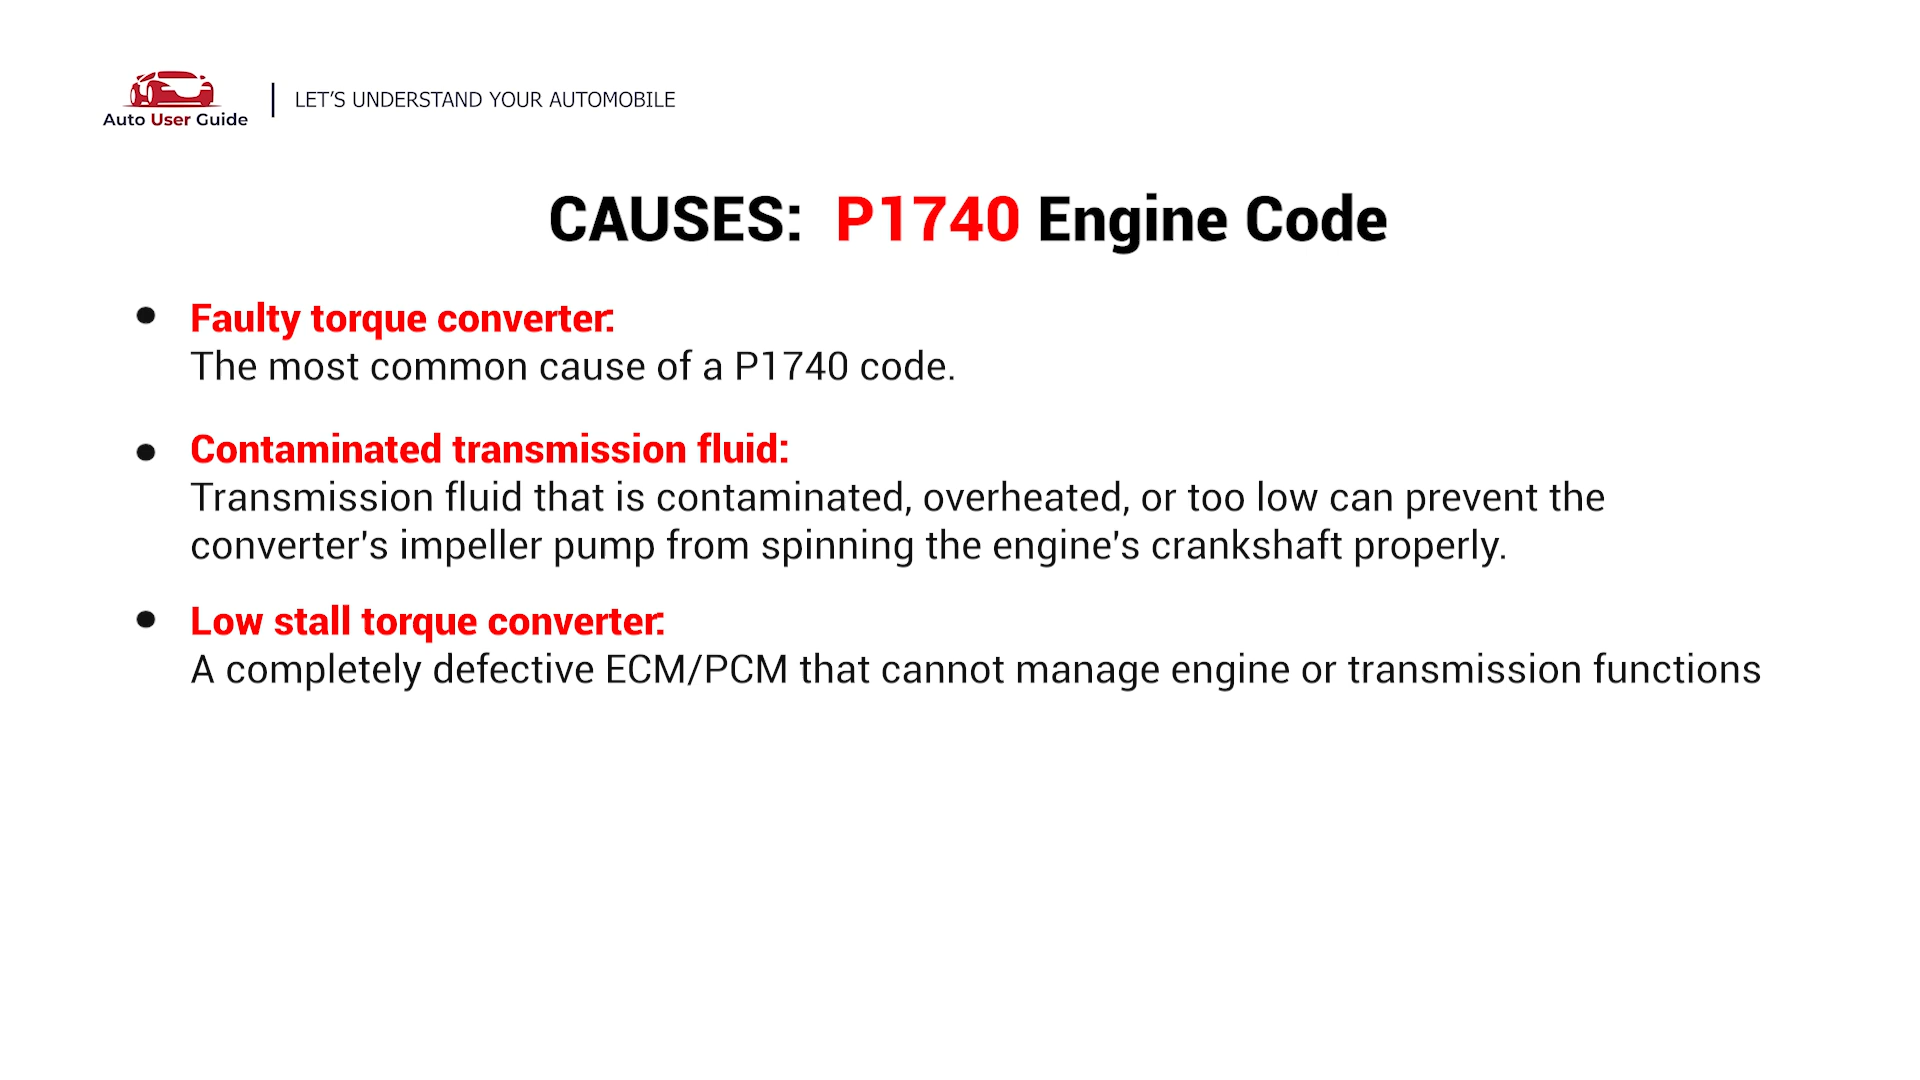 Auto User Guide
LET'S UNDERSTAND YOUR AUTOMOBILE
CAUSES: P1740 Engine Code
Faulty torque converter:
The most common cause of a P1740 code.
Contaminated transmission fluid:
Transmission fluid that is contaminated, overheated, or too low can prevent the
converter's impeller pump from spinning the engine's crankshaft properly.
Low stall torque converter:
A completely defective ECM/PCM that cannot manage engine or transmission functions